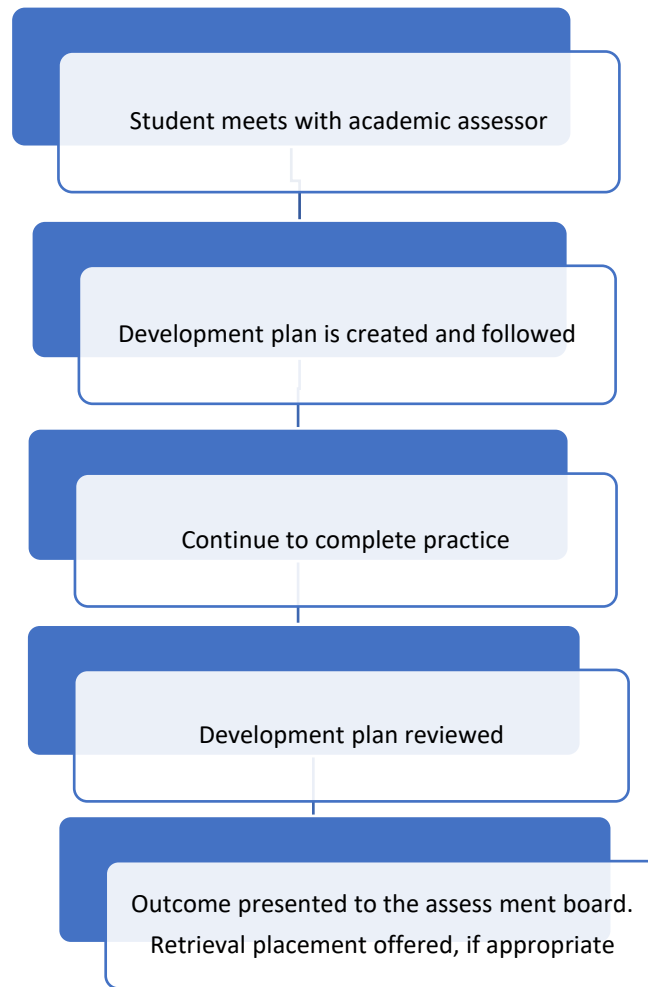 Student meets with academic assessor
Development plan is created and followed
Continue to complete practice
Development plan reviewed
Outcome presented to the assess ment board.
Retrieval placement offered, if appropriate